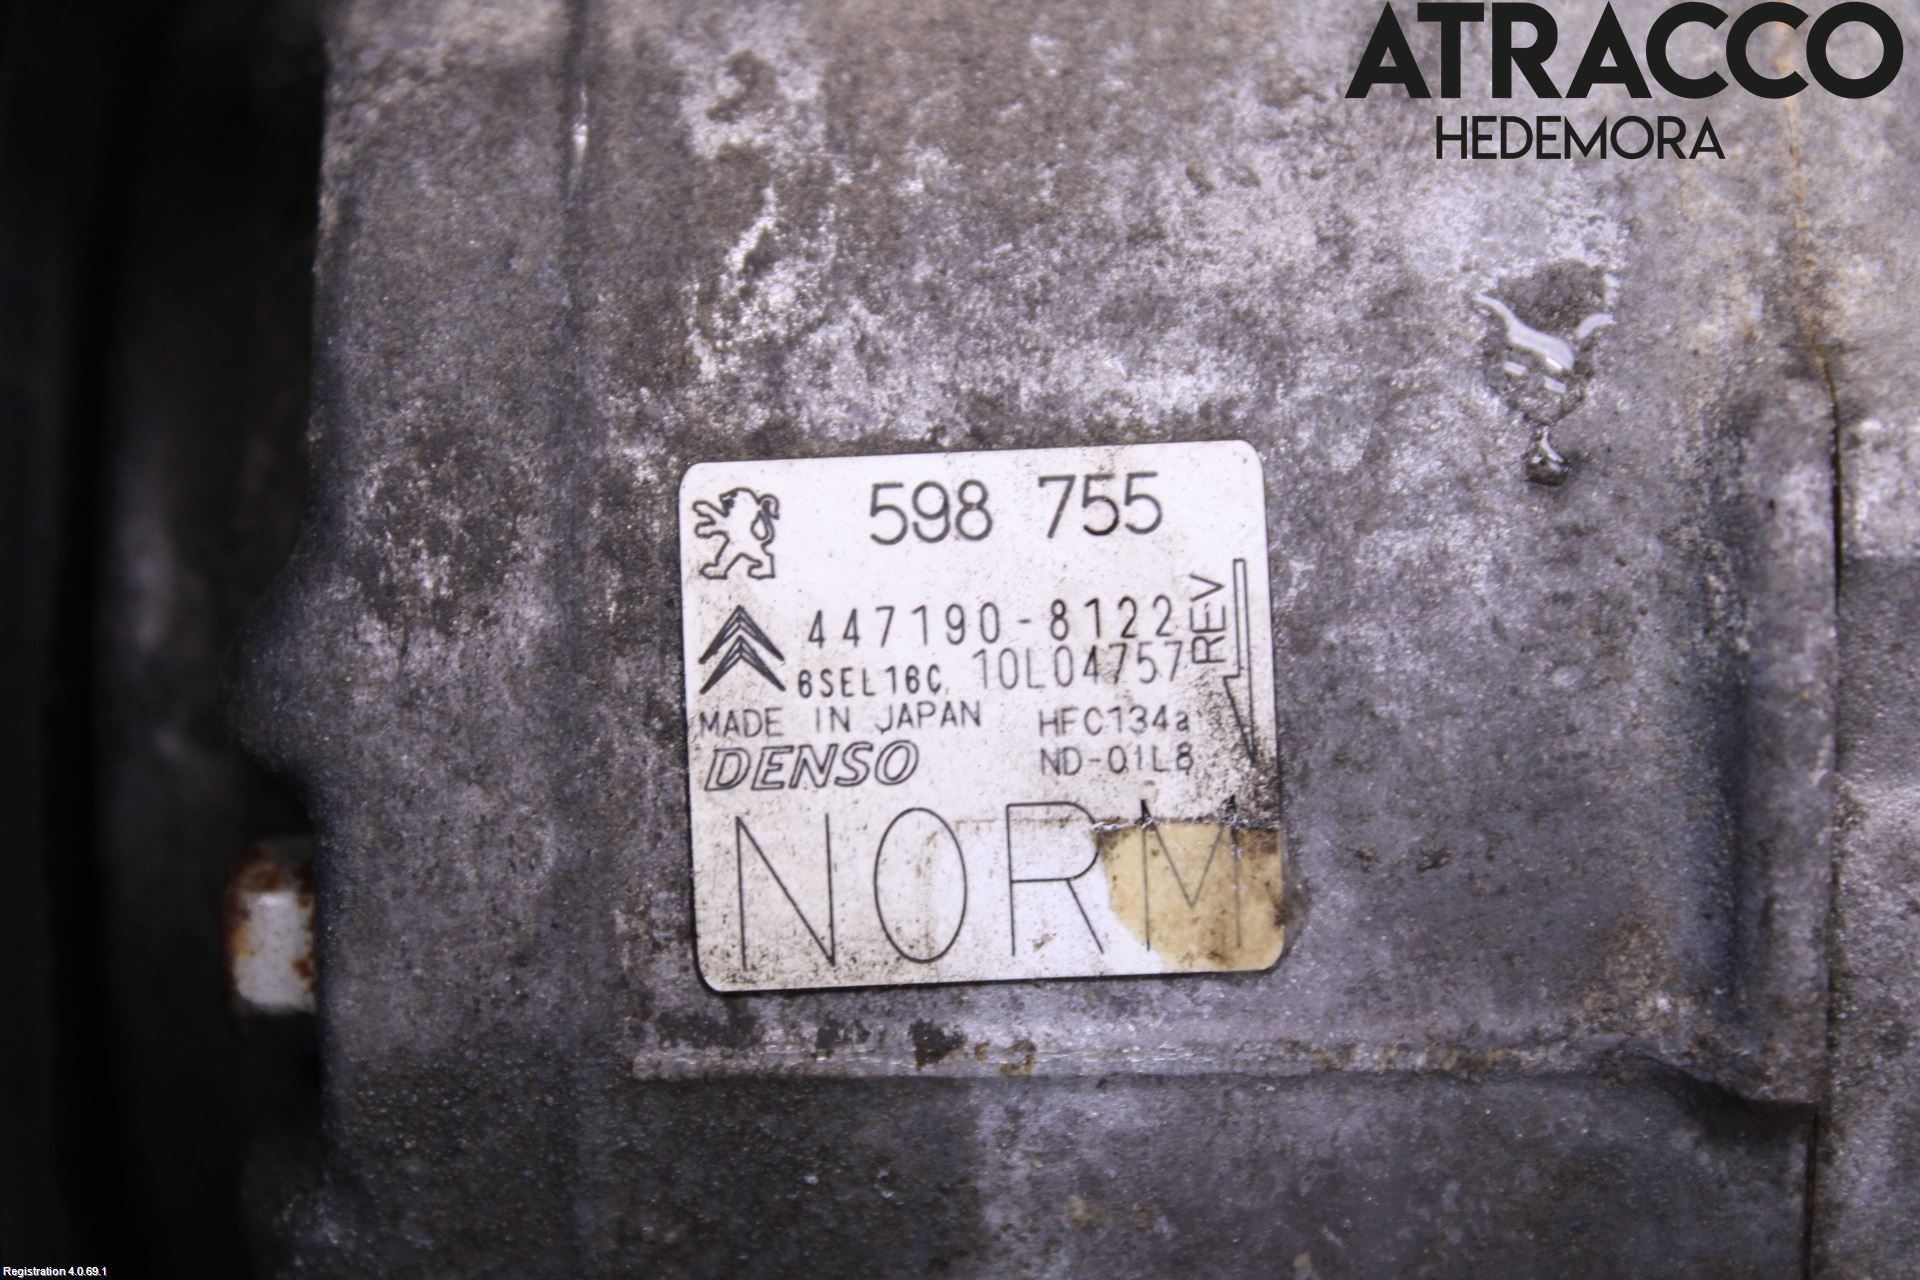 ATRACCO
HEDEMORA
598 755
447190-8122
6SEL16C 10L04757
REV
MADE IN JAPAN HFC134a
DENSO ND-OIL8
NORM
Registration 4.0.69.1